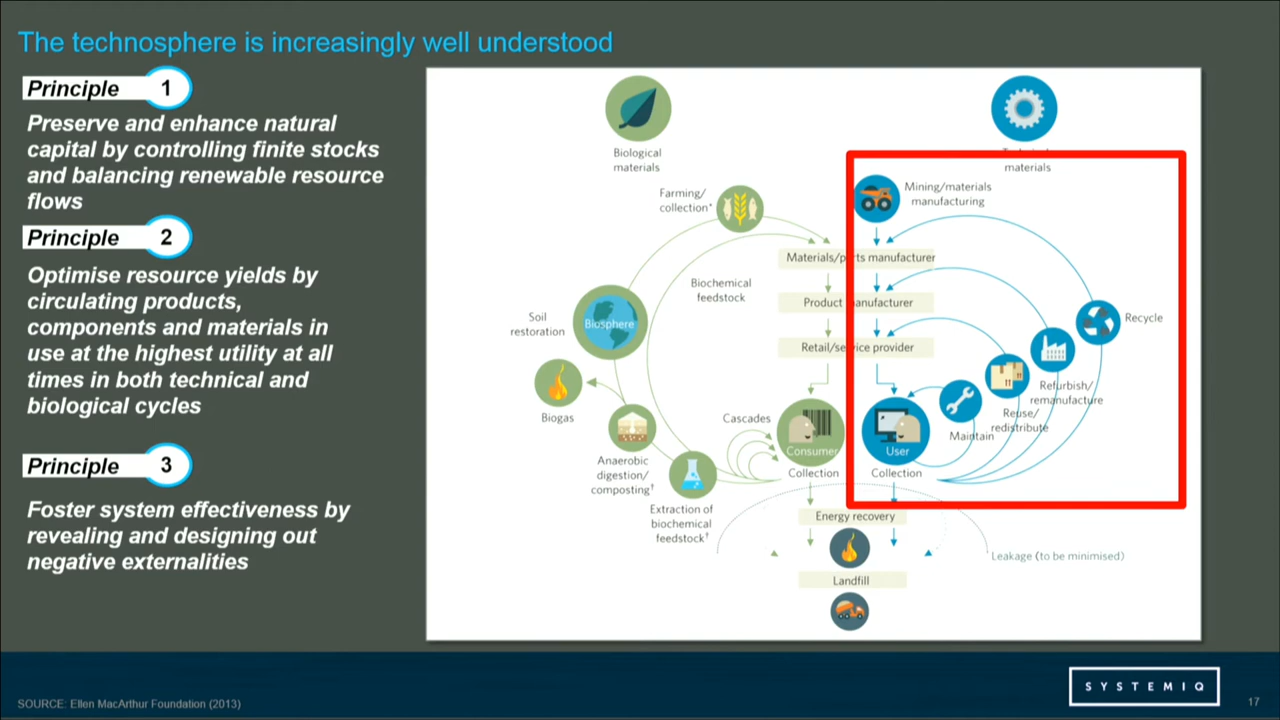 The technosphere is increasingly well understood
Principle 1
Preserve and enhance natural
capital by controlling finite stocks
and balancing renewable resource
flows
Principle 2
Optimise resource yields by
circulating products,
components and materials in
use at the highest utility at all
times in both technical and
biological cycles
Principle 3
Foster system effectiveness by
revealing and designing out
negative externalities
Biological
materials
materials
Farming/
collection*
Mining/materials
manufacturing
Materials/parts manufacturer
Biochemical
feedstock
Product manufacturer
Soil
restoration
Biosphere
Recycle
Retail/service provider
Refurbish/
remanufacture
Reuse/
redistribute
Maintain
Biogas
Cascades
Consumer
User
Collection
Collection
Anaerobic
digestion/
composting†
Extraction of
biochemical
feedstock†
Energy recovery
Leakage (to be minimised)
Landfill
SYSTEMIQ
SOURCE: Ellen MacArthur Foundation (2013)
17